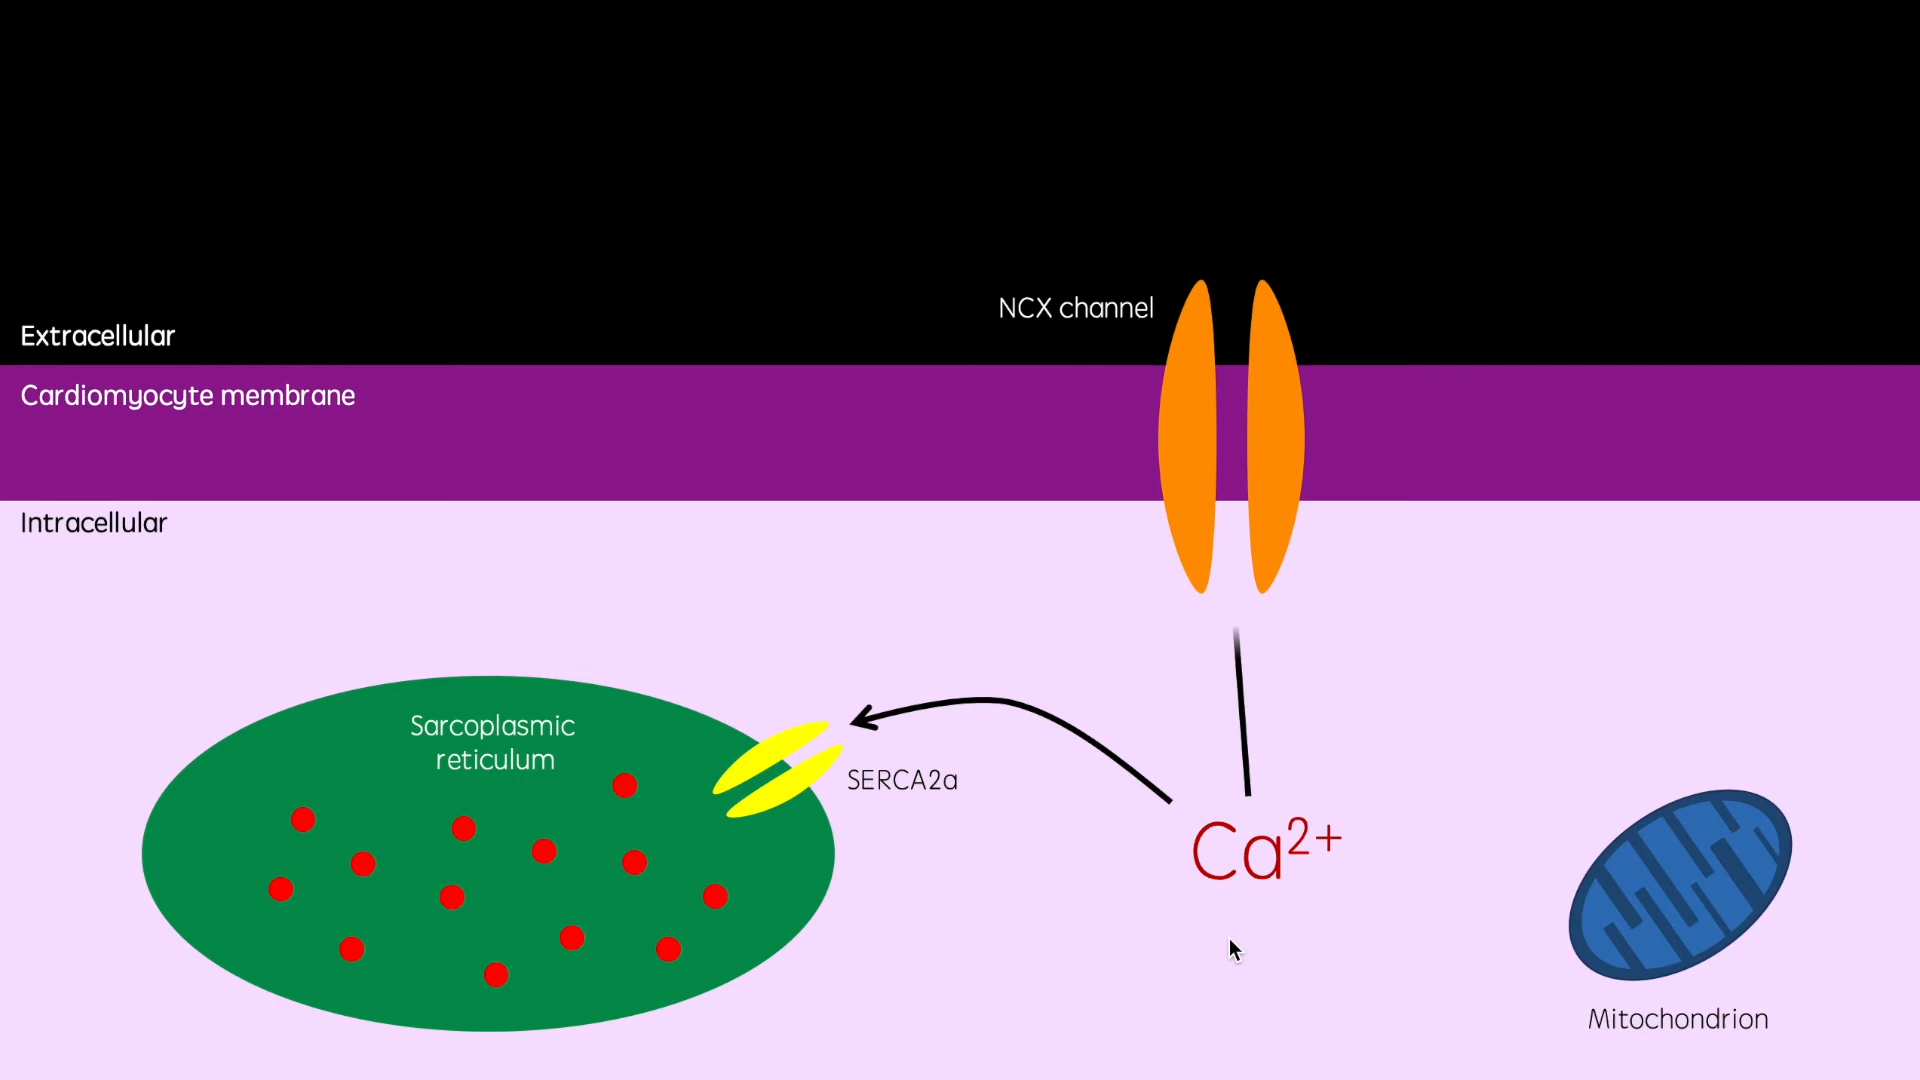 NCX channel
Extracellular
Cardiomyocyte membrane
Intracellular
Sarcoplasmic
reticulum
SERCA2a
Ca²⁺
Mitochondrion